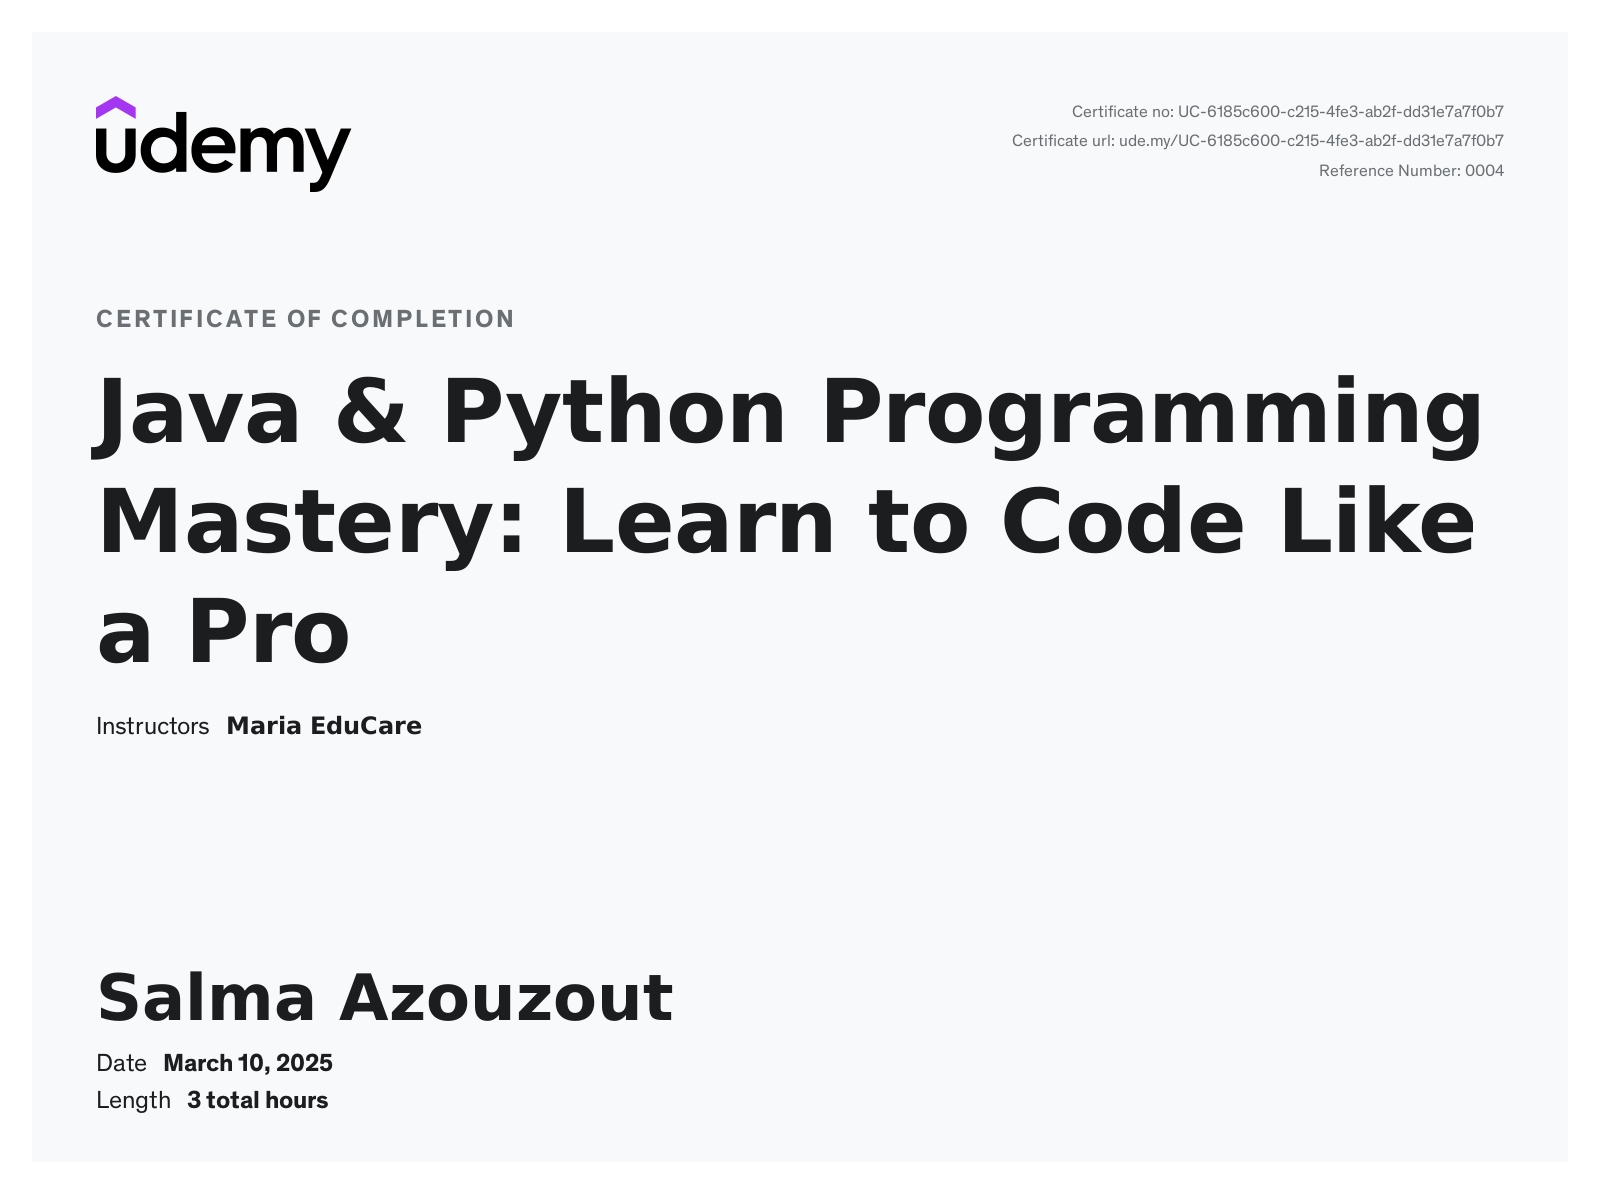 udemy
Certificate no: UC-6185c600-c215-4fe3-ab2f-dd31e7a7f0b7
Certificate url: ude.my/UC-6185c600-c215-4fe3-ab2f-dd31e7a7f0b7
Reference Number: 0004
CERTIFICATE OF COMPLETION
Java & Python Programming
Mastery: Learn to Code Like
a Pro
Instructors Maria EduCare
Salma Azouzout
Date March 10, 2025
Length 3 total hours